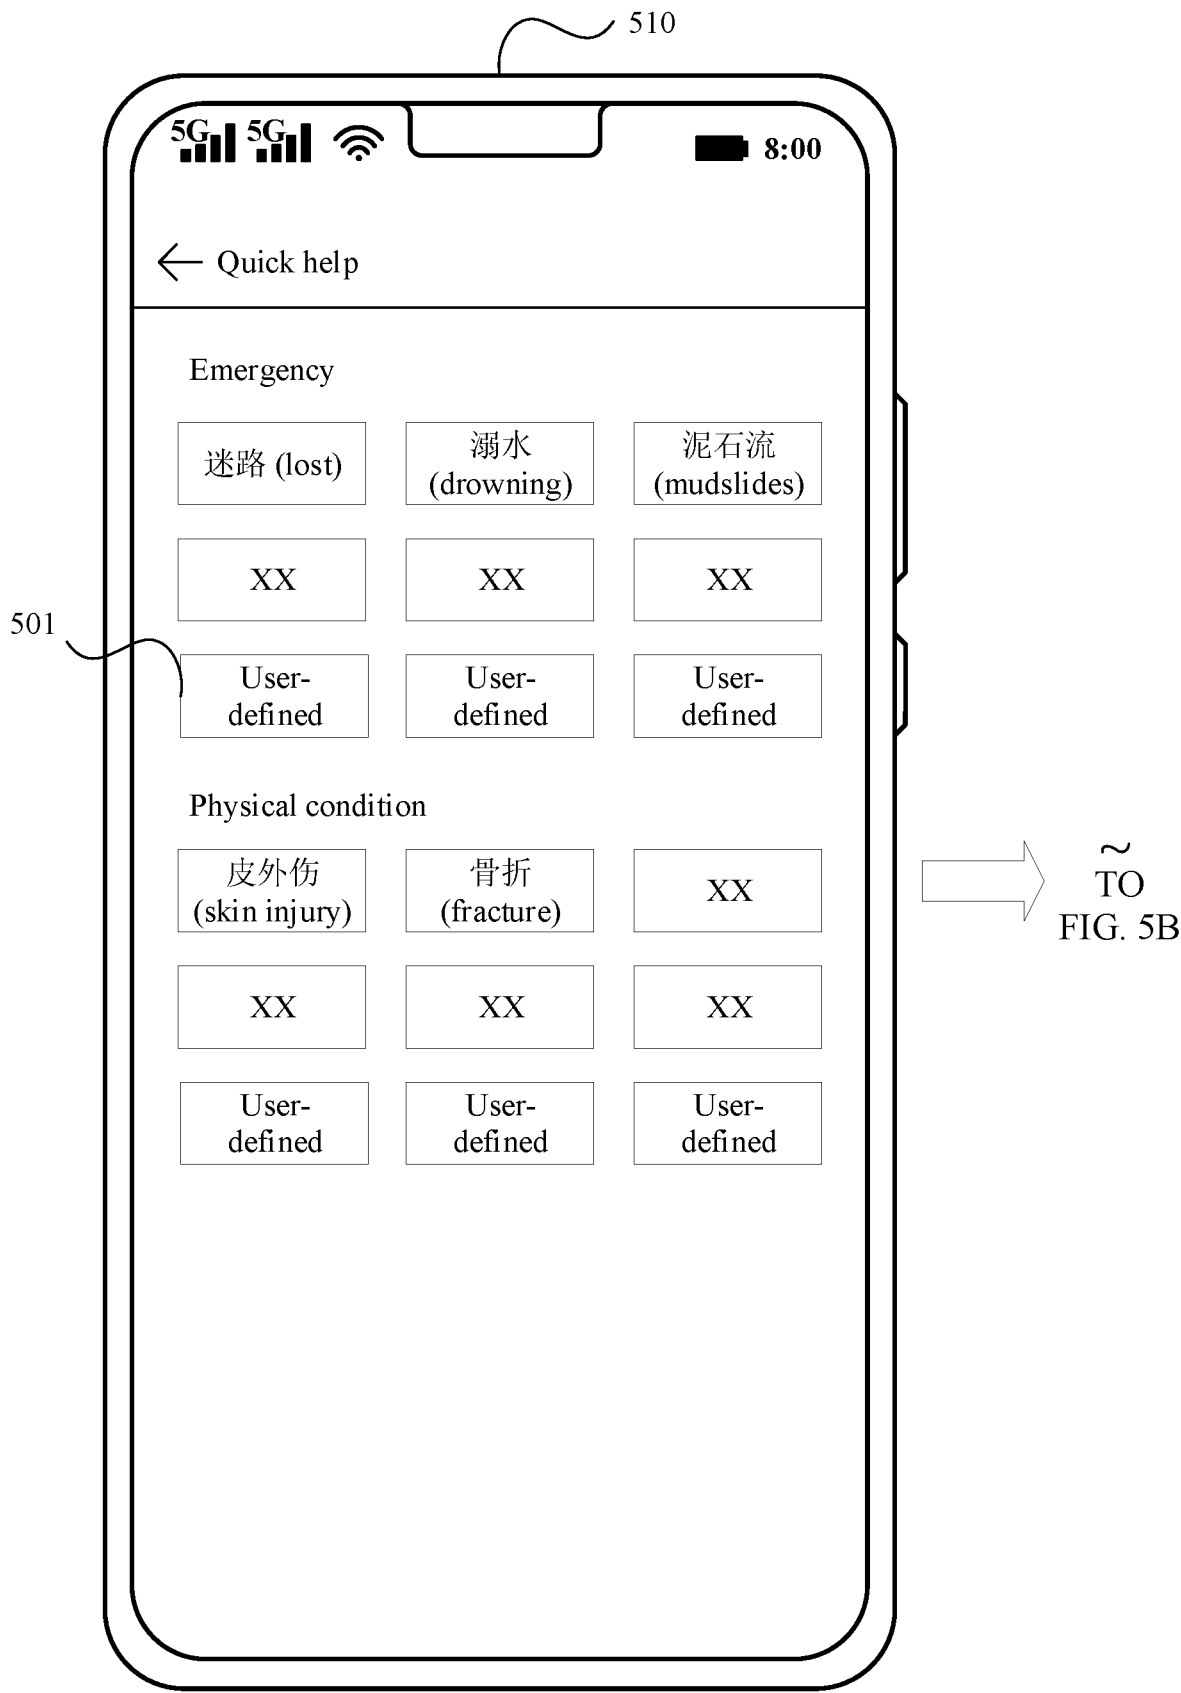 510
5G 5G 8:00
Quick help
Emergency
迷路 (lost)
溺水
(drowning)
泥石流
(mudslides)
XX
XX
XX
501
User-
defined
User-
defined
User-
defined
Physical condition
皮外伤
(skin injury)
骨折
(fracture)
XX
XX
XX
XX
User-
defined
User-
defined
User-
defined
~
TO
FIG. 5B